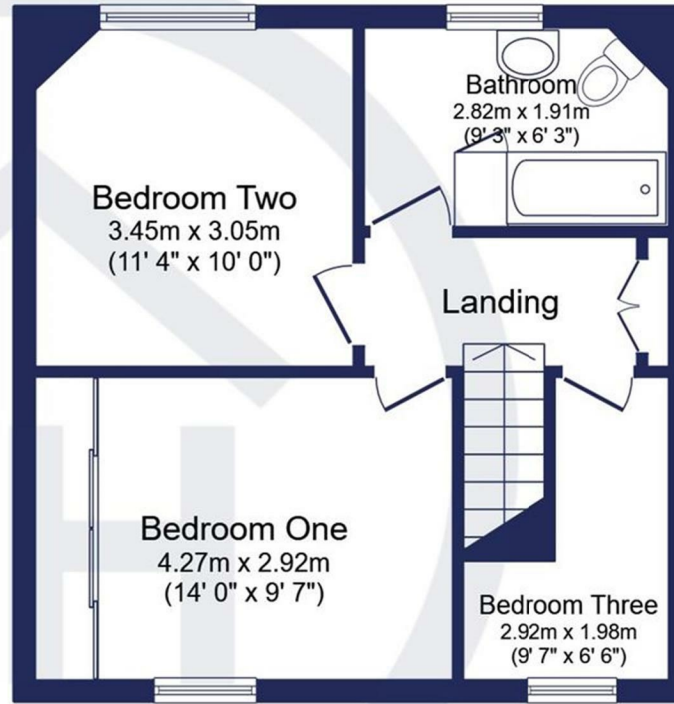 Bathroom
2.82m x 1.91m
(9' 3" x 6' 3")
Bedroom Two
3.45m x 3.05m
(11' 4" x 10' 0")
Landing
Bedroom One
4.27m x 2.92m
(14' 0" x 9' 7")
Bedroom Three
2.92m x 1.98m
(9' 7" x 6' 6")